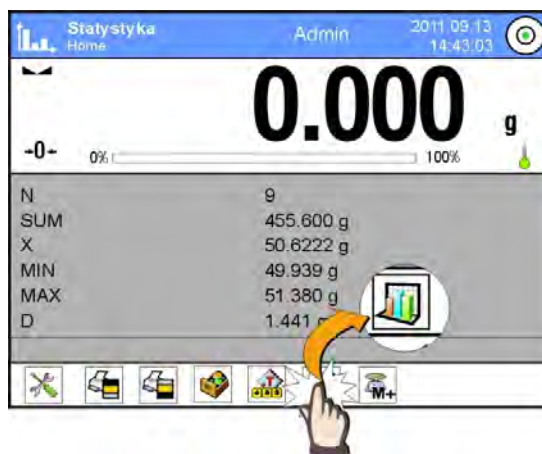 Statystyka Admin 2011.09.13
Home 14:43:03
0.000 g
→0← 0% 100%
N 9
SUM 455.600 g
X 50.6222 g
MIN 49.939 g
MAX 51.380 g
D 1.441
M+